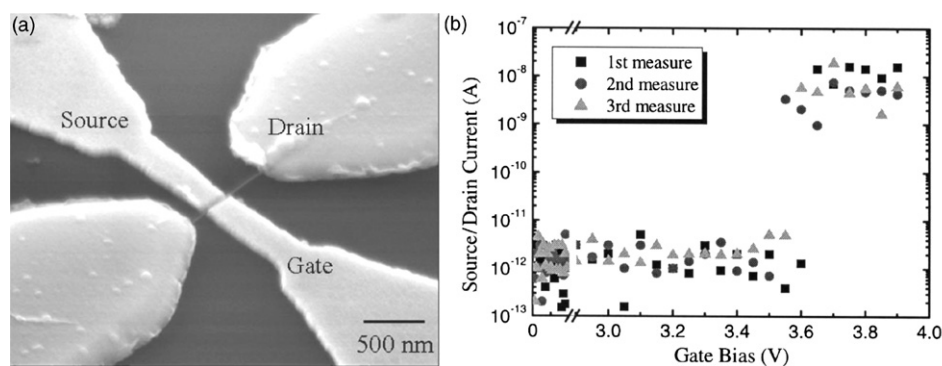 (a)
Source
Drain
Gate
500 nm
(b)
10-7
10-8
10-9
10-10
10-11
10-12
10-13
Source/Drain Current (A)
1st measure
2nd measure
3rd measure
0 3.0 3.2 3.4 3.6 3.8 4.0
Gate Bias (V)